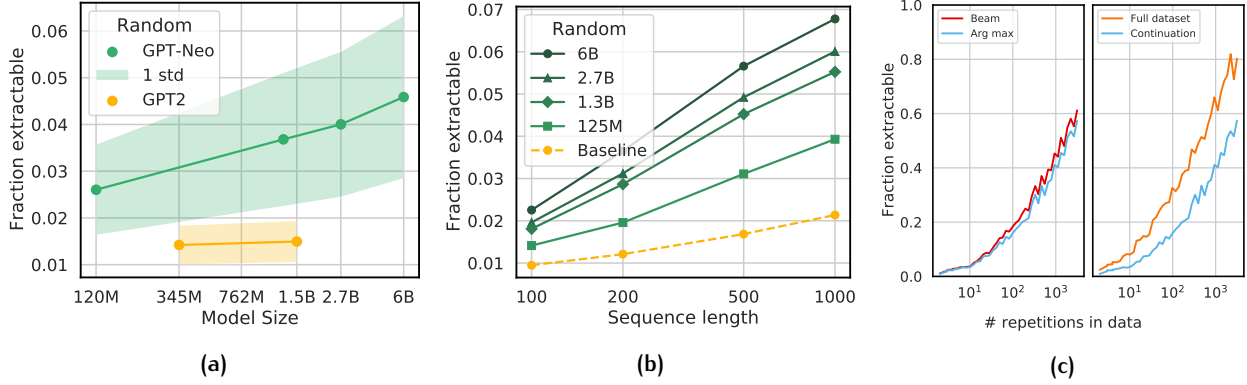 Fraction extractable
0.06
0.05
0.04
0.03
0.02
0.01
Random
GPT-Neo
1 std
GPT2
120M 345M 762M 1.5B 2.7B 6B
Model Size
(a)
Fraction extractable
0.07
0.06
0.05
0.04
0.03
0.02
0.01
Random
6B
2.7B
1.3B
125M
Baseline
100 200 500 1000
Sequence length
(b)
Fraction extractable
1.0
0.8
0.6
0.4
0.2
0.0
Beam
Arg max
10¹ 10² 10³
Full dataset
Continuation
10¹ 10² 10³
# repetitions in data
(c)